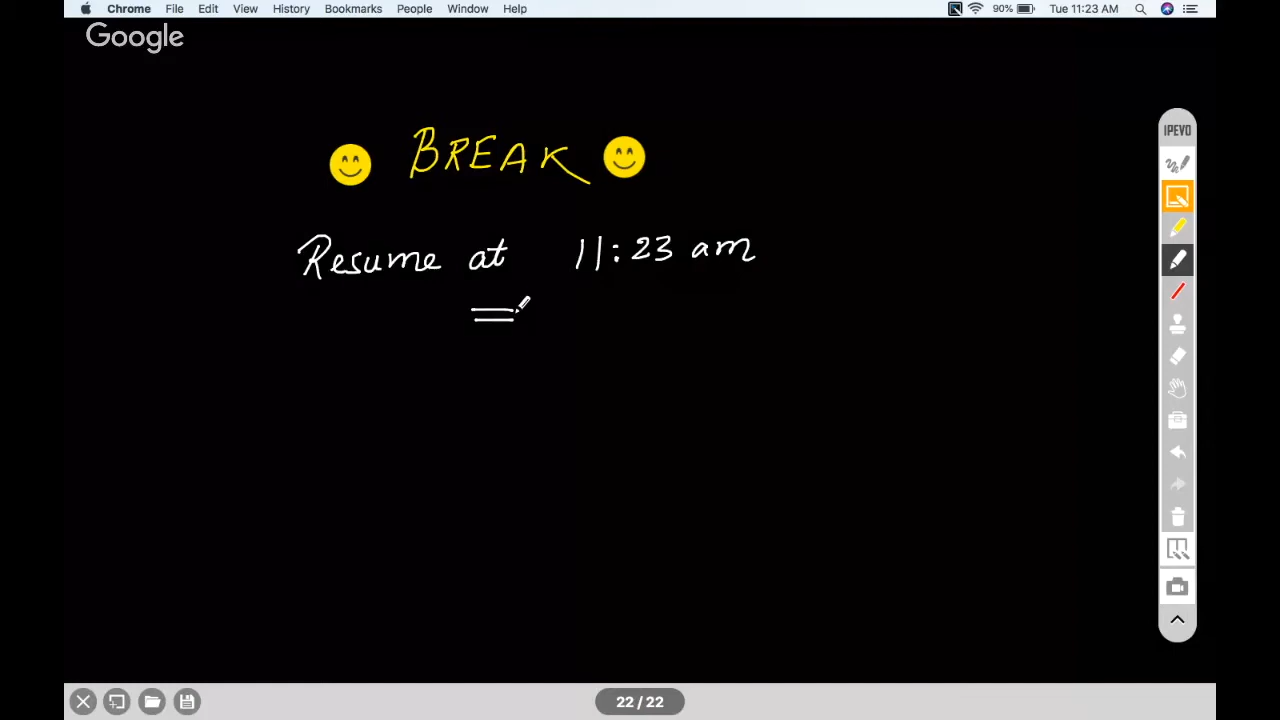 Chrome File Edit View History Bookmarks People Window Help 90% Tue 11:23 AM
Google
BREAK
IPEVO
Resume at 11:23 am
22 / 22